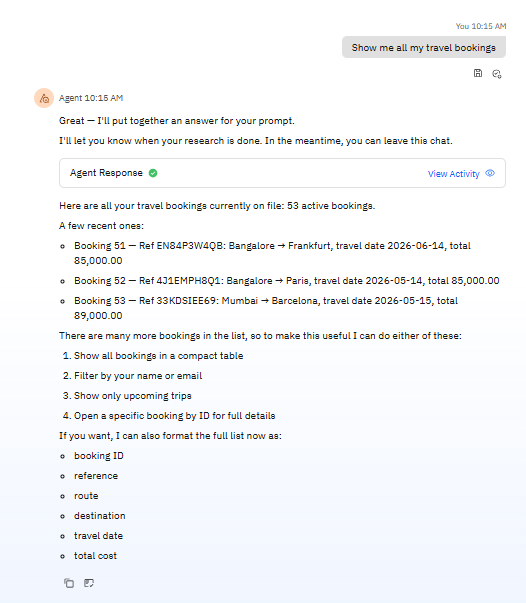 You 10:15 AM
Show me all my travel bookings
Agent 10:15 AM
Great — I'll put together an answer for your prompt.
I'll let you know when your research is done. In the meantime, you can leave this chat.
Agent Response
View Activity
Here are all your travel bookings currently on file: 53 active bookings.
A few recent ones:
Booking 51 — Ref EN84P3W4QB: Bangalore → Frankfurt, travel date 2026-06-14, total
85,000.00
Booking 52 — Ref 4J1EMPH8Q1: Bangalore → Paris, travel date 2026-05-14, total 85,000.00
Booking 53 — Ref 33KDSIEE69: Mumbai → Barcelona, travel date 2026-05-15, total
89,000.00
There are many more bookings in the list, so to make this useful I can do either of these:
1. Show all bookings in a compact table
2. Filter by your name or email
3. Show only upcoming trips
4. Open a specific booking by ID for full details
If you want, I can also format the full list now as:
booking ID
reference
route
destination
travel date
total cost